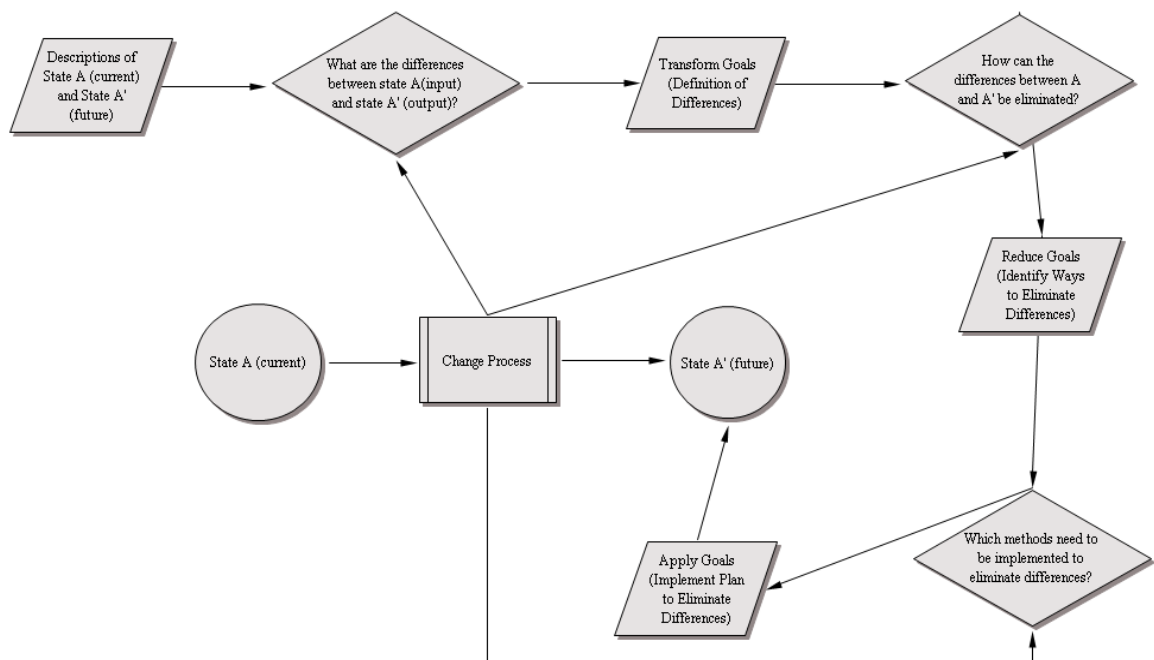 Descriptions of
State A (current)
and State A'
(future)
What are the differences
between state A(input)
and state A' (output)?
Transform Goals
(Definition of
Differences)
How can the
differences between A
and A' be eliminated?
Reduce Goals
(Identify Ways
to Eliminate
Differences)
State A (current)
Change Process
State A' (future)
Which methods need to
be implemented to
eliminate differences?
Apply Goals
(Implement Plan
to Eliminate
Differences)